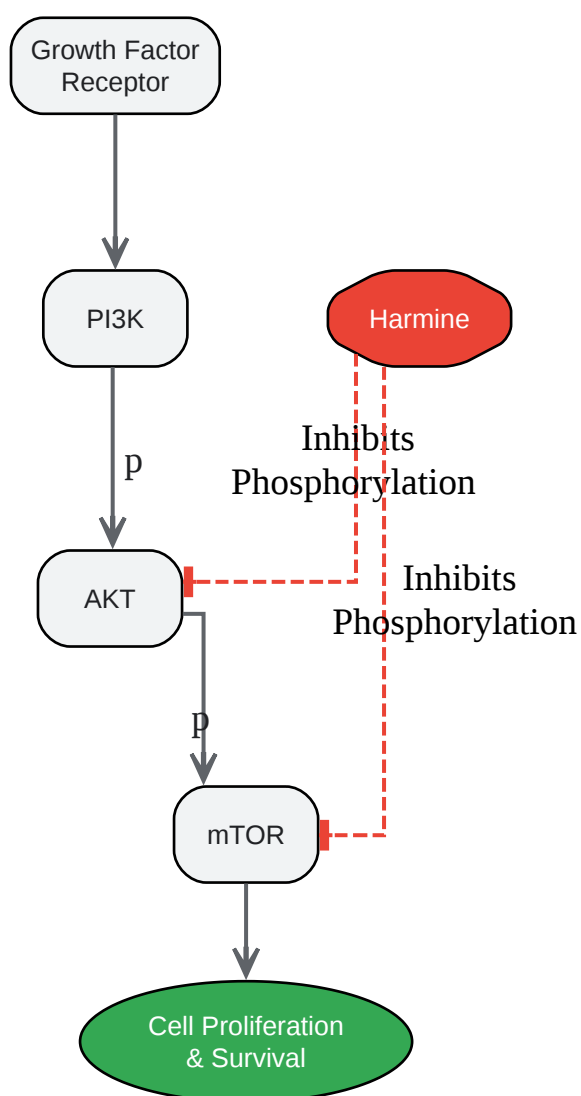 Growth Factor
Receptor
PI3K
Harmine
p
Inhibits
Phosphorylation
AKT
Inhibits
Phosphorylation
p
mTOR
Cell Proliferation
& Survival